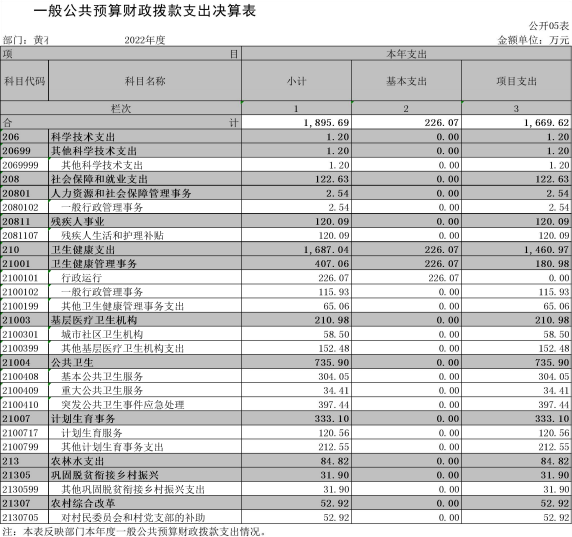 一般公共预算财政拨款支出决算表
公开05表
部门：黄石 2022年度 金额单位：万元
项 目 本年支出
科目代码 科目名称 小计 基本支出 项目支出
栏次 1 2 3
合 计 1,895.69 226.07 1,669.62
206 科学技术支出 1.20 0.00 1.20
20699 其他科学技术支出 1.20 0.00 1.20
2069999 其他科学技术支出 1.20 0.00 1.20
208 社会保障和就业支出 122.63 0.00 122.63
20801 人力资源和社会保障管理事务 2.54 0.00 2.54
2080102 一般行政管理事务 2.54 0.00 2.54
20811 残疾人事业 120.09 0.00 120.09
2081107 残疾人生活和护理补贴 120.09 0.00 120.09
210 卫生健康支出 1,687.04 226.07 1,460.97
21001 卫生健康管理事务 407.06 226.07 180.98
2100101 行政运行 226.07 226.07 0.00
2100102 一般行政管理事务 115.93 0.00 115.93
2100199 其他卫生健康管理事务支出 65.06 0.00 65.06
21003 基层医疗卫生机构 210.98 0.00 210.98
2100301 城市社区卫生机构 58.50 0.00 58.50
2100399 其他基层医疗卫生机构支出 152.48 0.00 152.48
21004 公共卫生 735.90 0.00 735.90
2100408 基本公共卫生服务 304.05 0.00 304.05
2100409 重大公共卫生服务 34.41 0.00 34.41
2100410 突发公共卫生事件应急处理 397.44 0.00 397.44
21007 计划生育事务 333.10 0.00 333.10
2100717 计划生育服务 120.56 0.00 120.56
2100799 其他计划生育事务支出 212.55 0.00 212.55
213 农林水支出 84.82 0.00 84.82
21305 巩固脱贫衔接乡村振兴 31.90 0.00 31.90
2130599 其他巩固脱贫衔接乡村振兴支出 31.90 0.00 31.90
21307 农村综合改革 52.92 0.00 52.92
2130705 对村民委员会和村党支部的补助 52.92 0.00 52.92
注：本表反映部门本年度一般公共预算财政拨款支出情况。